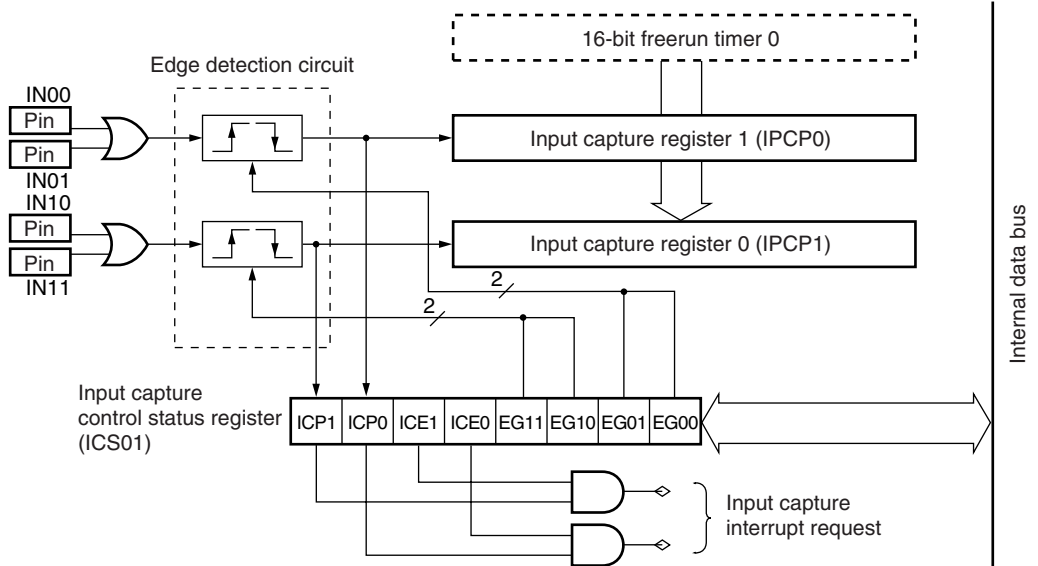 16-bit freerun timer 0
Edge detection circuit
IN00
Pin
Pin
IN01
Input capture register 1 (IPCP0)
IN10
Pin
Pin
IN11
Input capture register 0 (IPCP1)
2
2
Internal data bus
Input capture
control status register
(ICS01)
ICP1 ICP0 ICE1 ICE0 EG11 EG10 EG01 EG00
Input capture
interrupt request